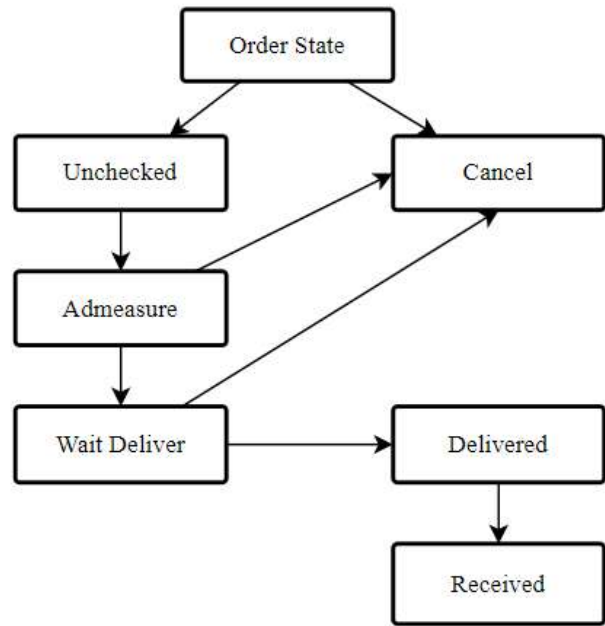 Order State
Unchecked
Cancel
Admeasure
Wait Deliver
Delivered
Received